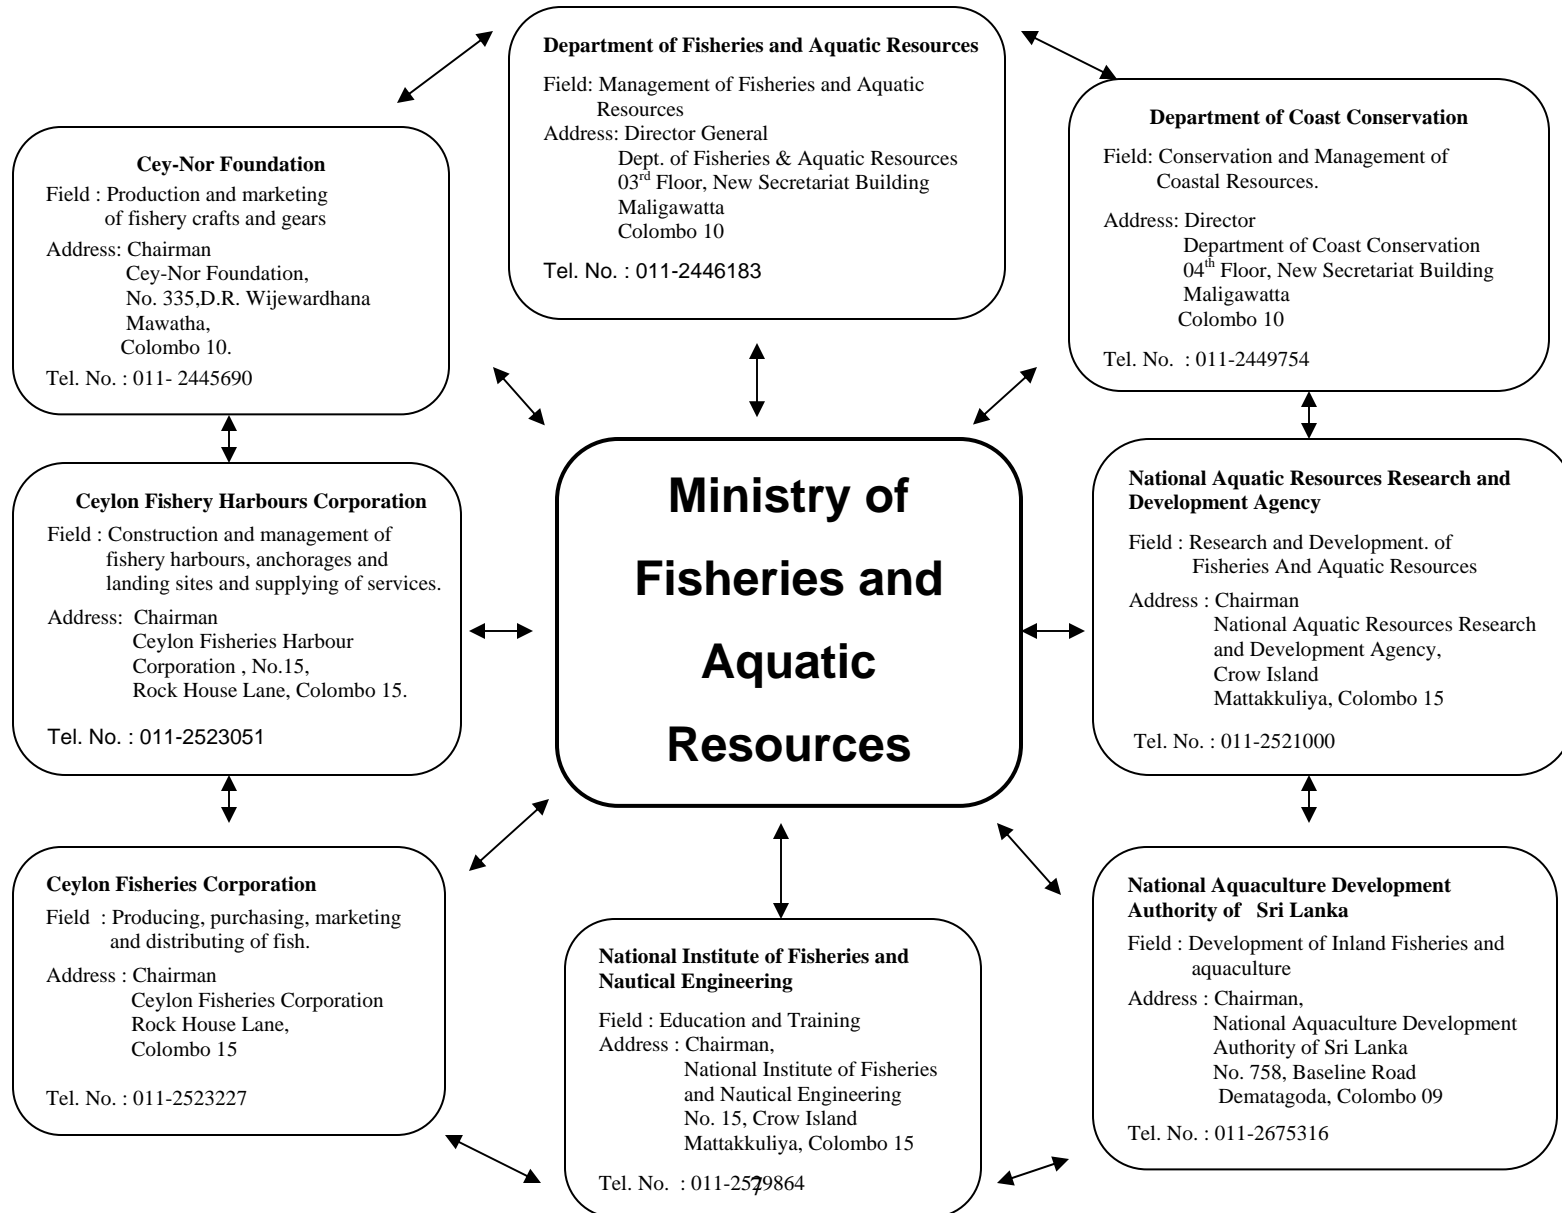 Department of Fisheries and Aquatic Resources
Field: Management of Fisheries and Aquatic
Resources
Address: Director General
Dept. of Fisheries & Aquatic Resources
03rd Floor, New Secretariat Building
Maligawatta
Colombo 10
Tel. No. : 011-2446183
Department of Coast Conservation
Field: Conservation and Management of
Coastal Resources.
Address: Director
Department of Coast Conservation
04th Floor, New Secretariat Building
Maligawatta
Colombo 10
Tel. No. : 011-2449754
Cey-Nor Foundation
Field : Production and marketing
of fishery crafts and gears
Address: Chairman
Cey-Nor Foundation,
No. 335,D.R. Wijewardhana
Mawatha,
Colombo 10.
Tel. No. : 011- 2445690
Ceylon Fishery Harbours Corporation
Field : Construction and management of
fishery harbours, anchorages and
landing sites and supplying of services.
Address: Chairman
Ceylon Fisheries Harbour
Corporation , No.15,
Rock House Lane, Colombo 15.
Tel. No. : 011-2523051
Ministry of
Fisheries and
Aquatic
Resources
National Aquatic Resources Research and
Development Agency
Field : Research and Development. of
Fisheries And Aquatic Resources
Address : Chairman
National Aquatic Resources Research
and Development Agency,
Crow Island
Mattakkuliya, Colombo 15
Tel. No. : 011-2521000
Ceylon Fisheries Corporation
Field : Producing, purchasing, marketing
and distributing of fish.
Address : Chairman
Ceylon Fisheries Corporation
Rock House Lane,
Colombo 15
Tel. No. : 011-2523227
National Institute of Fisheries and
Nautical Engineering
Field : Education and Training
Address : Chairman,
National Institute of Fisheries
and Nautical Engineering
No. 15, Crow Island
Mattakkuliya, Colombo 15
Tel. No. : 011-2529864
7
National Aquaculture Development
Authority of Sri Lanka
Field : Development of Inland Fisheries and
aquaculture
Address : Chairman,
National Aquaculture Development
Authority of Sri Lanka
No. 758, Baseline Road
Dematagoda, Colombo 09
Tel. No. : 011-2675316